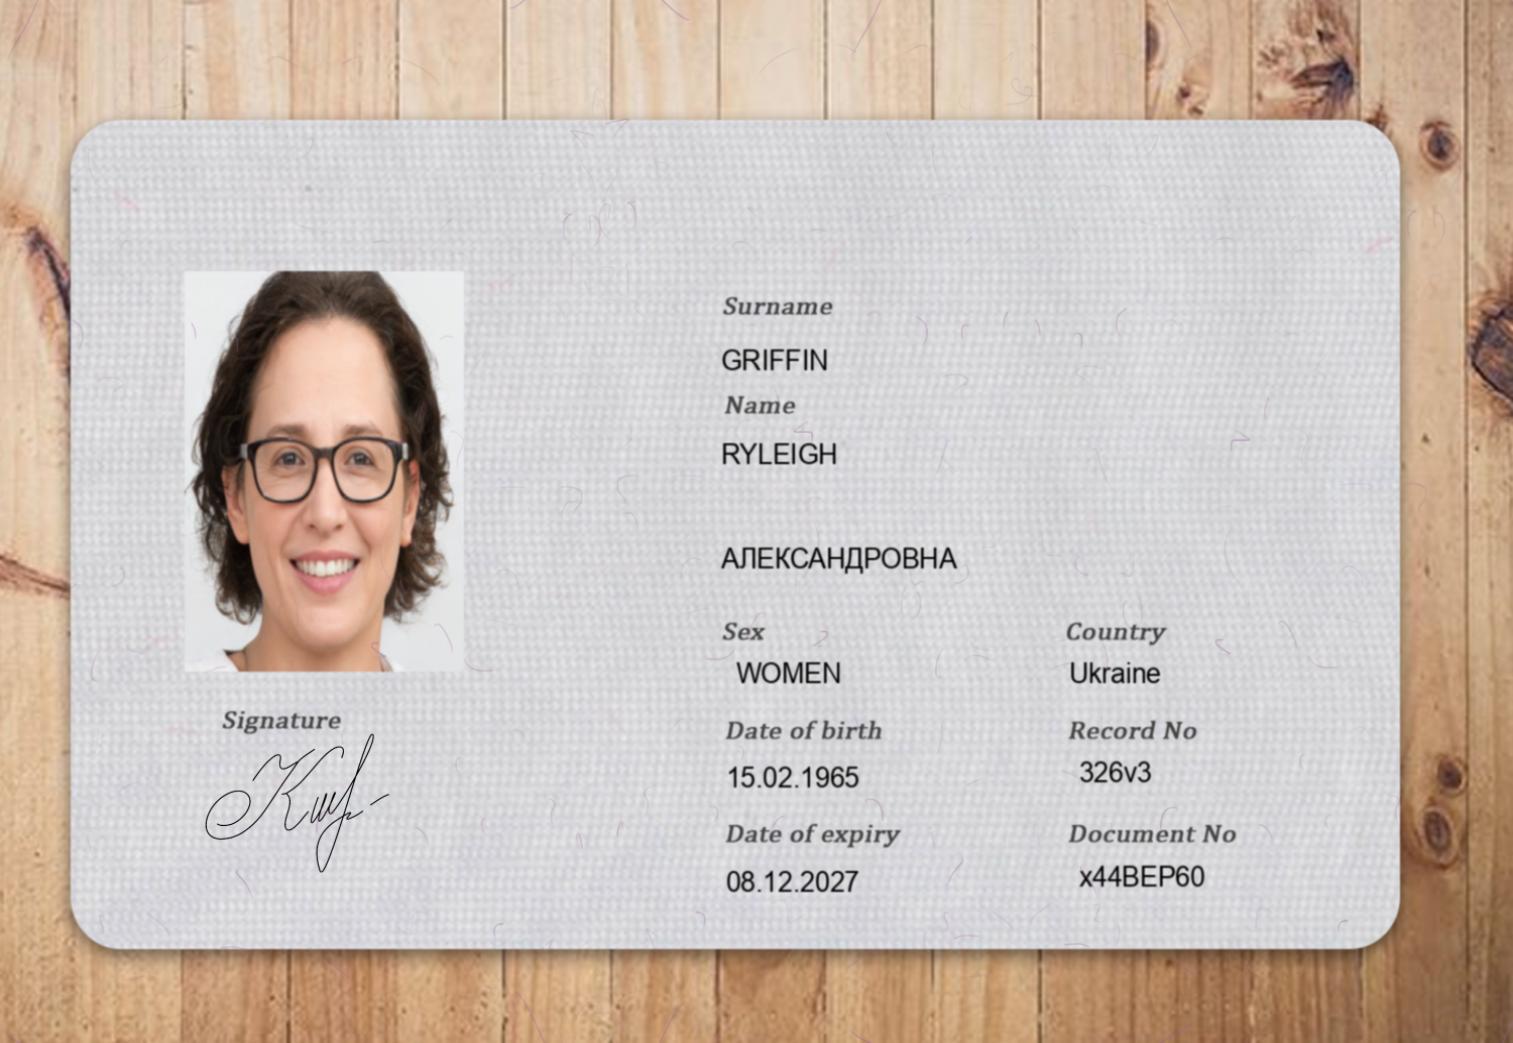 Surname
GRIFFIN
Name
RYLEIGH
АЛЕКСАНДРОВНА
Sex
Country
WOMEN
Ukraine
Date of birth
Record No
15.02.1965
326v3
Date of expiry
Document No
08.12.2027
x44BEP60
Signature